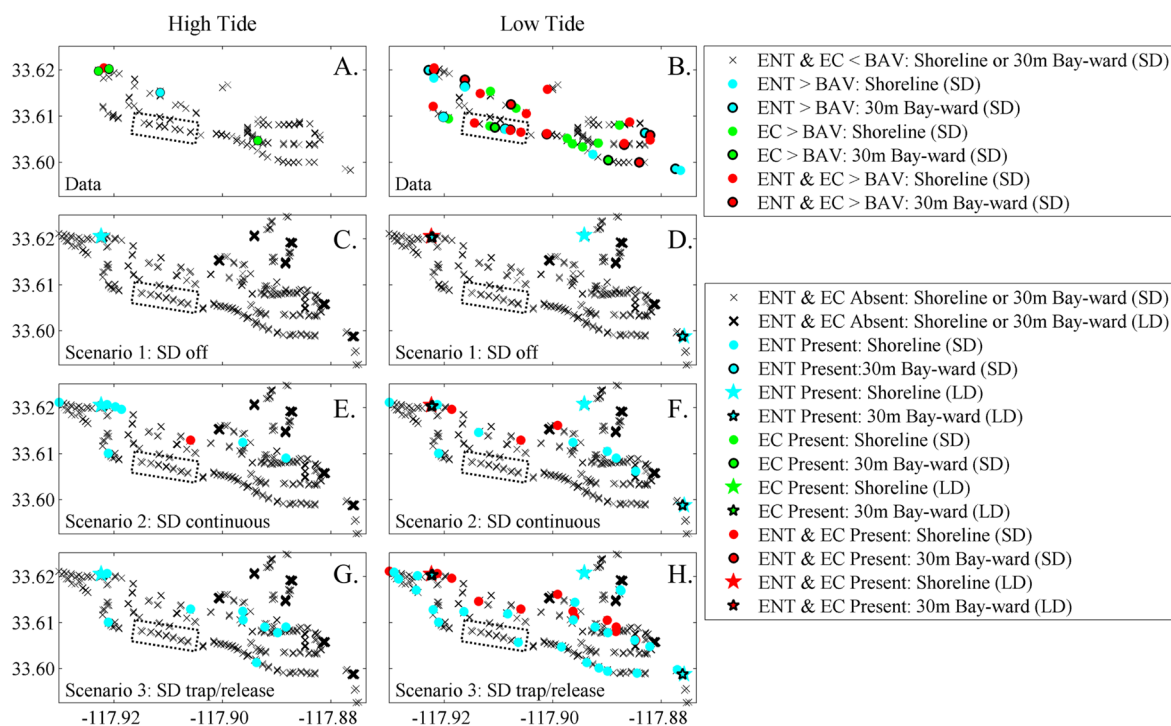 High Tide
Low Tide
33.62
33.61
33.60
A.
Data
B.
Data
ENT & EC < BAV: Shoreline or 30m Bay-ward (SD)
ENT > BAV: Shoreline (SD)
ENT > BAV: 30m Bay-ward (SD)
EC > BAV: Shoreline (SD)
EC > BAV: 30m Bay-ward (SD)
ENT & EC > BAV: Shoreline (SD)
ENT & EC > BAV: 30m Bay-ward (SD)
33.62
33.61
33.60
C.
Scenario 1: SD off
D.
Scenario 1: SD off
33.62
33.61
33.60
E.
Scenario 2: SD continuous
F.
Scenario 2: SD continuous
33.62
33.61
33.60
G.
Scenario 3: SD trap/release
H.
Scenario 3: SD trap/release
-117.92
-117.90
-117.88
-117.92
-117.90
-117.88
ENT & EC Absent: Shoreline or 30m Bay-ward (SD)
ENT & EC Absent: Shoreline or 30m Bay-ward (LD)
ENT Present: Shoreline (SD)
ENT Present:30m Bay-ward (SD)
ENT Present: Shoreline (LD)
ENT Present: 30m Bay-ward (LD)
EC Present: Shoreline (SD)
EC Present: 30m Bay-ward (SD)
EC Present: Shoreline (LD)
EC Present: 30m Bay-ward (LD)
ENT & EC Present: Shoreline (SD)
ENT & EC Present: 30m Bay-ward (SD)
ENT & EC Present: Shoreline (LD)
ENT & EC Present: 30m Bay-ward (LD)